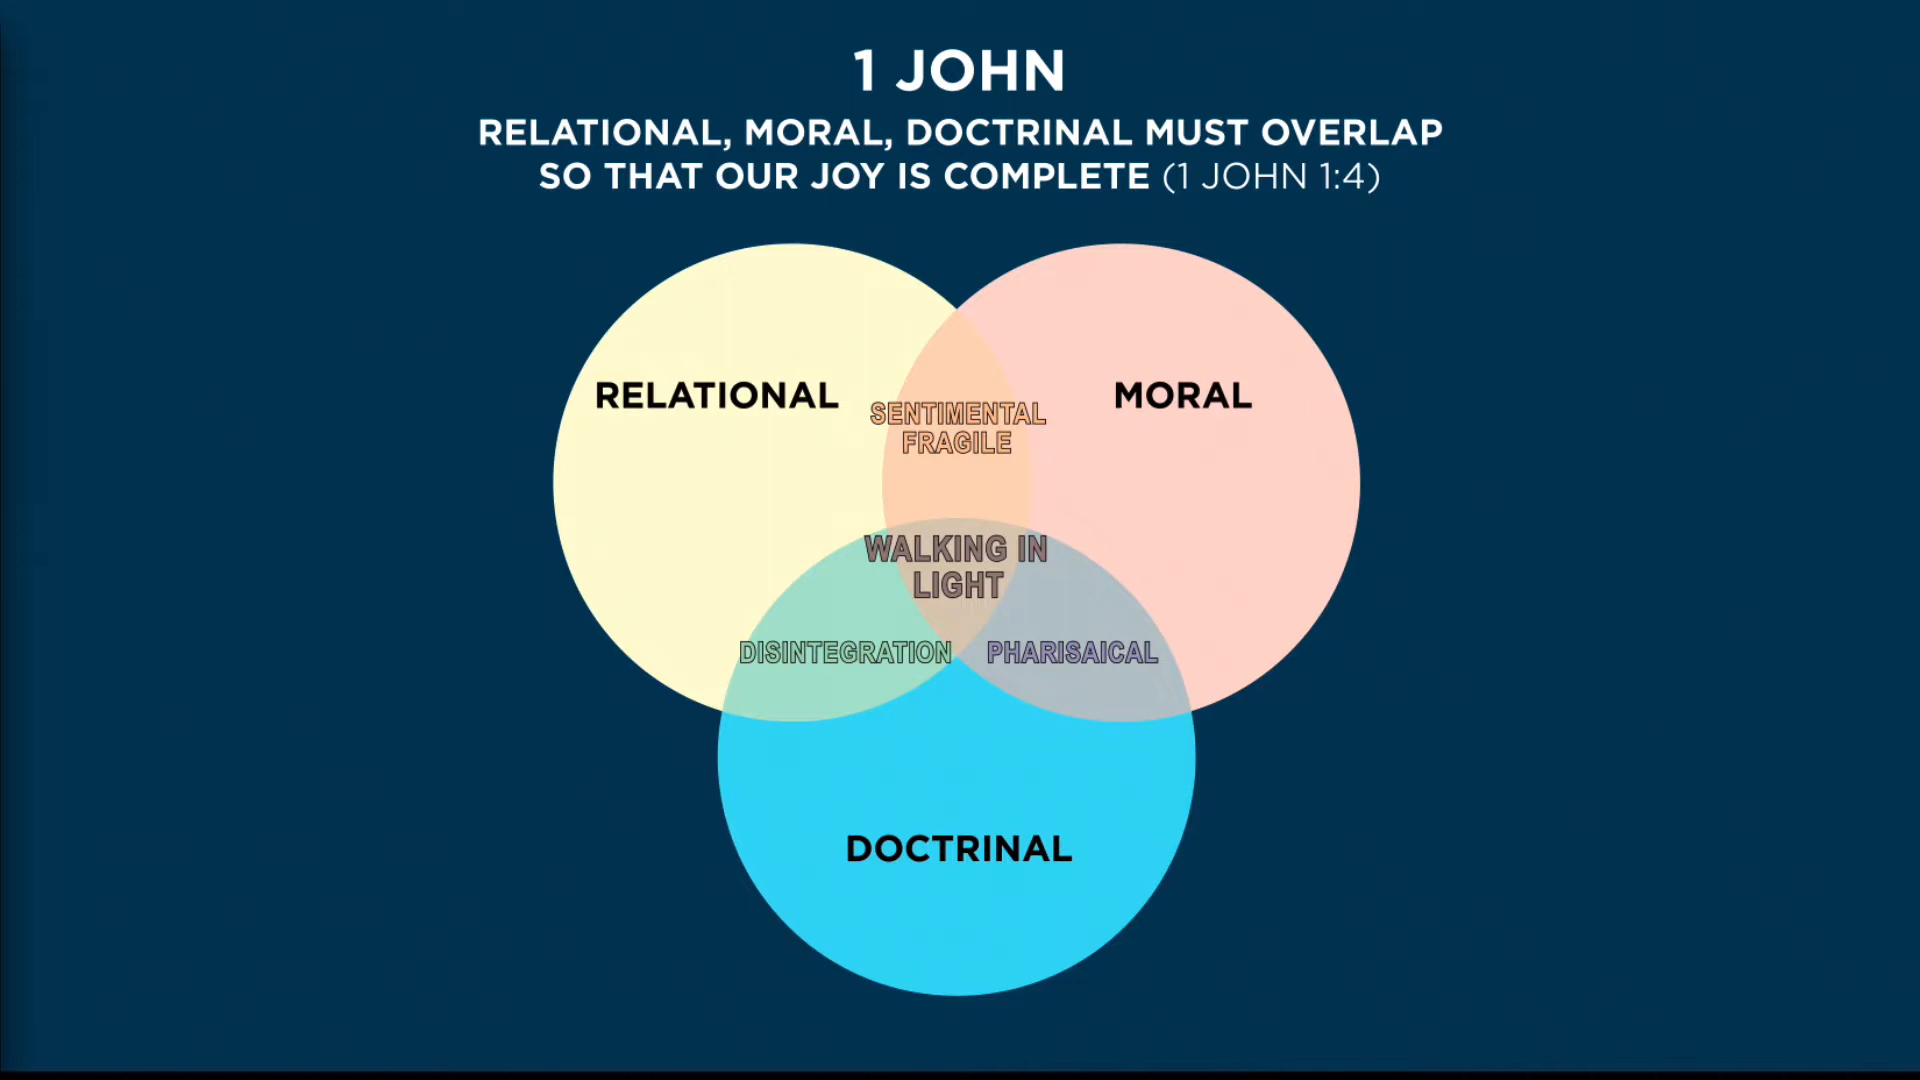 1 JOHN
RELATIONAL, MORAL, DOCTRINAL MUST OVERLAP
SO THAT OUR JOY IS COMPLETE (1 JOHN 1:4)
RELATIONAL
MORAL
SENTIMENTAL
FRAGILE
WALKING IN
LIGHT
DISINTEGRATION
PHARISAICAL
DOCTRINAL